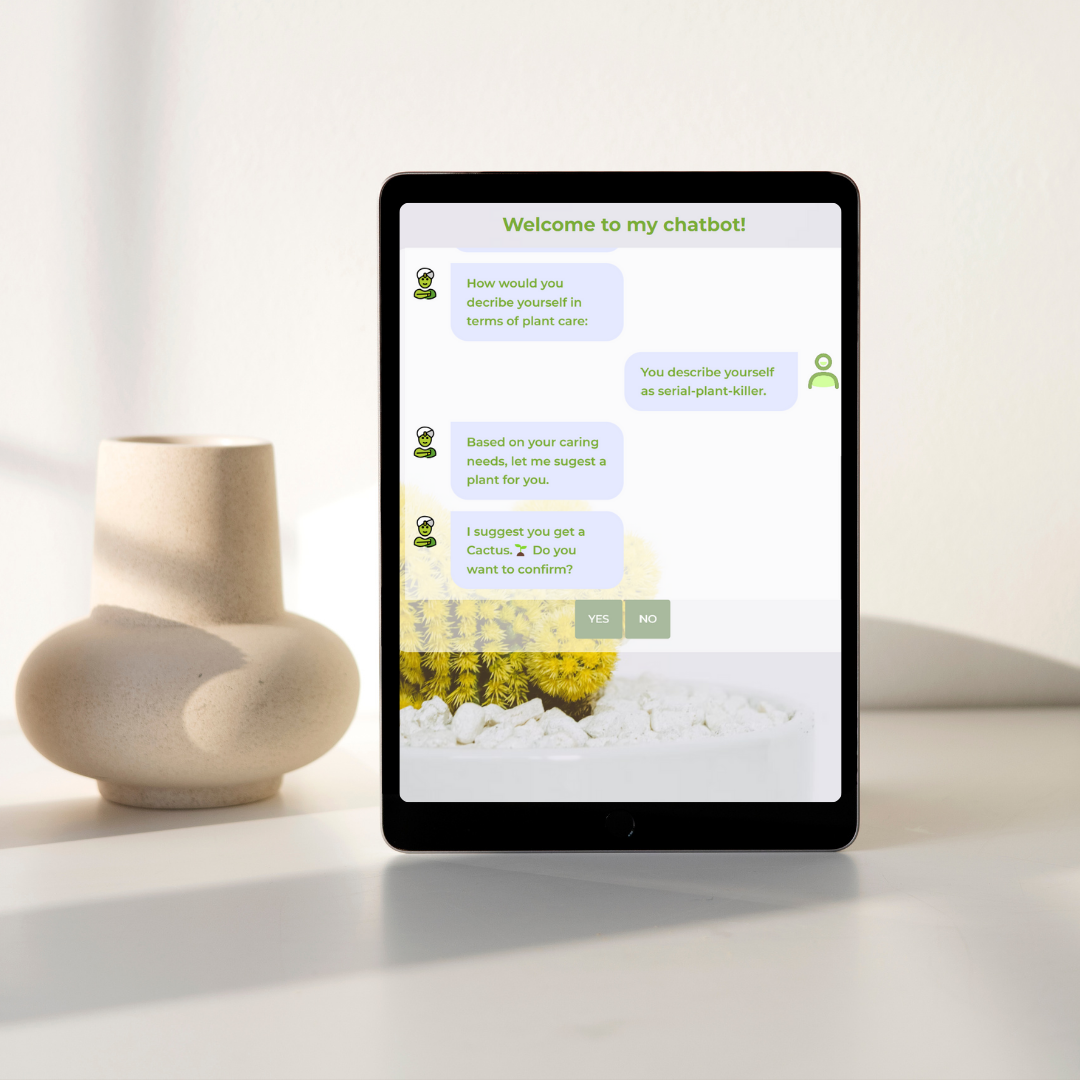 Welcome to my chatbot!
How would you
decribe yourself in
terms of plant care:
You describe yourself
as serial-plant-killer.
Based on your caring
needs, let me sugest a
plant for you.
I suggest you get a
Cactus.🌱 Do you
want to confirm?
YES NO